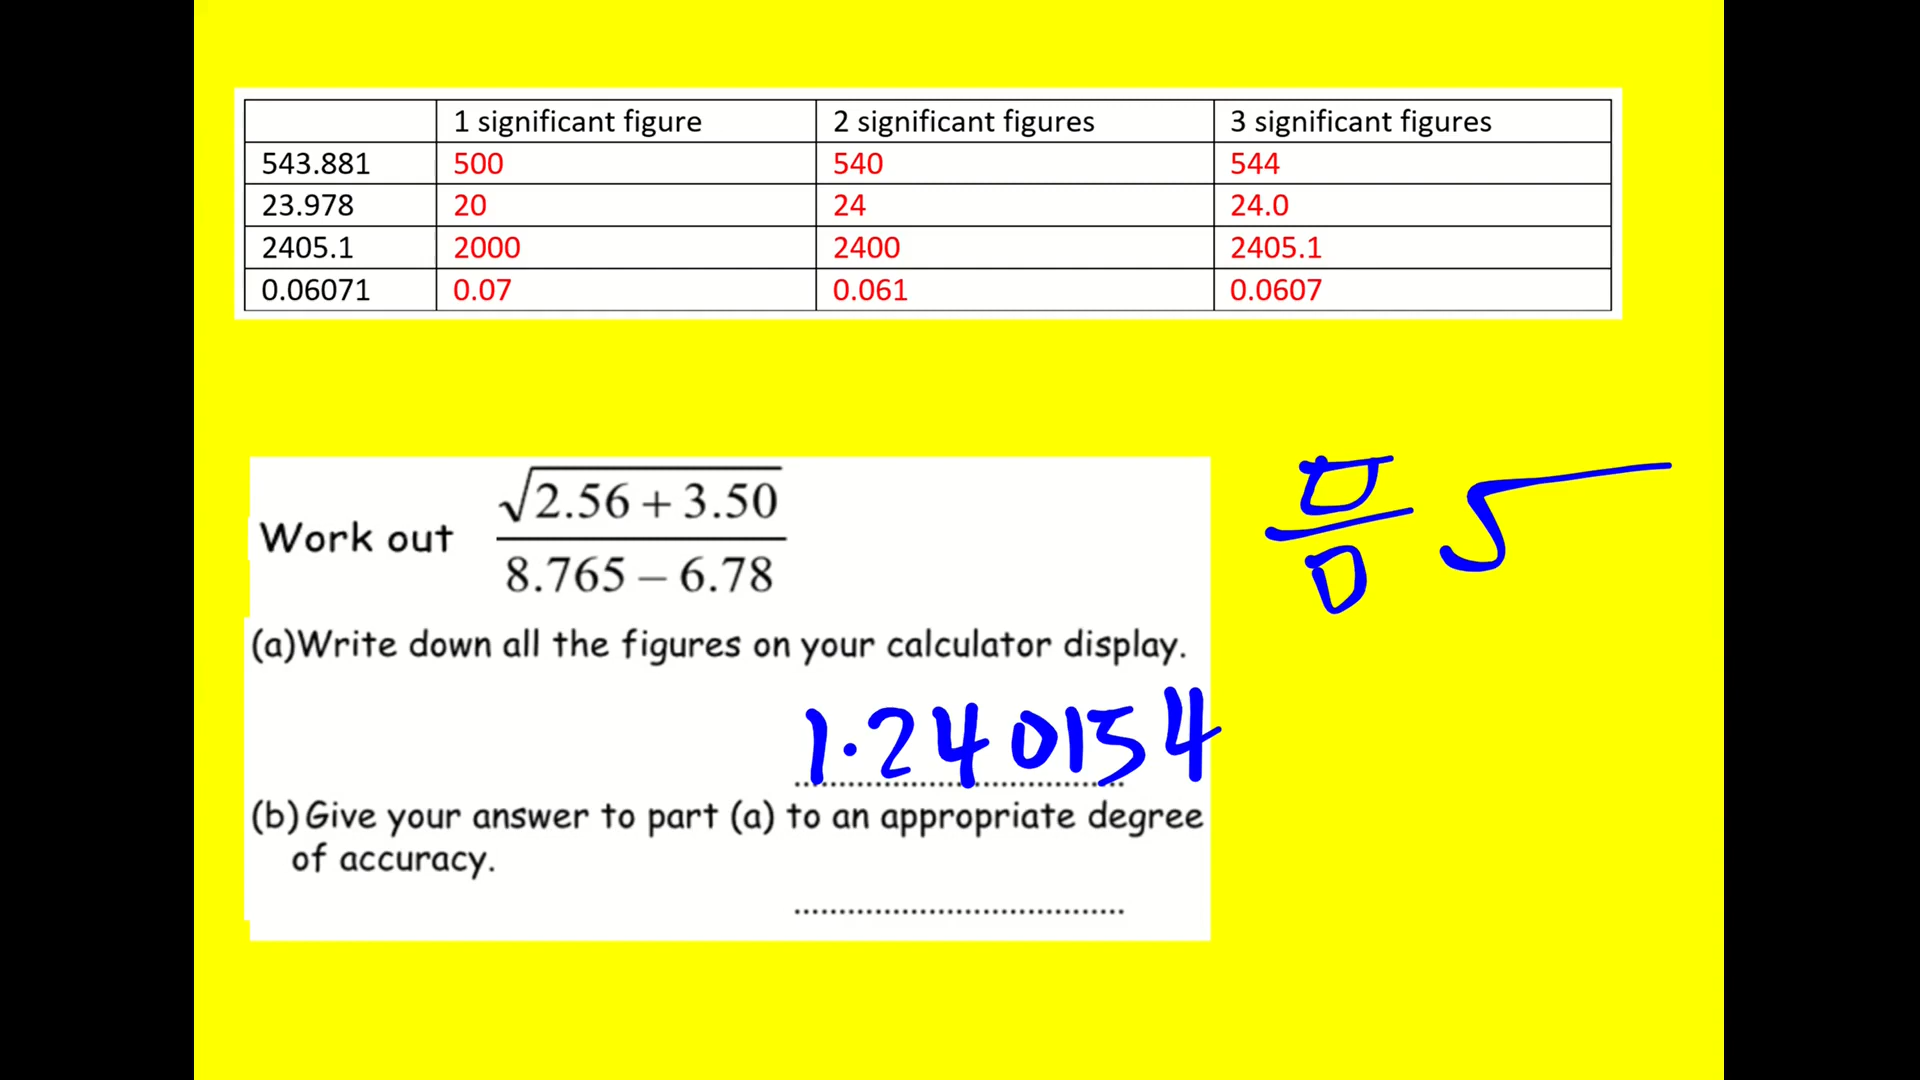 1 significant figure 2 significant figures 3 significant figures
543.881 500 540 544
23.978 20 24 24.0
2405.1 2000 2400 2405.1
0.06071 0.07 0.061 0.0607
√2.56 + 3.50
Work out
8.765 – 6.78
(a)Write down all the figures on your calculator display.
1.240154
(b) Give your answer to part (a) to an appropriate degree
of accuracy.